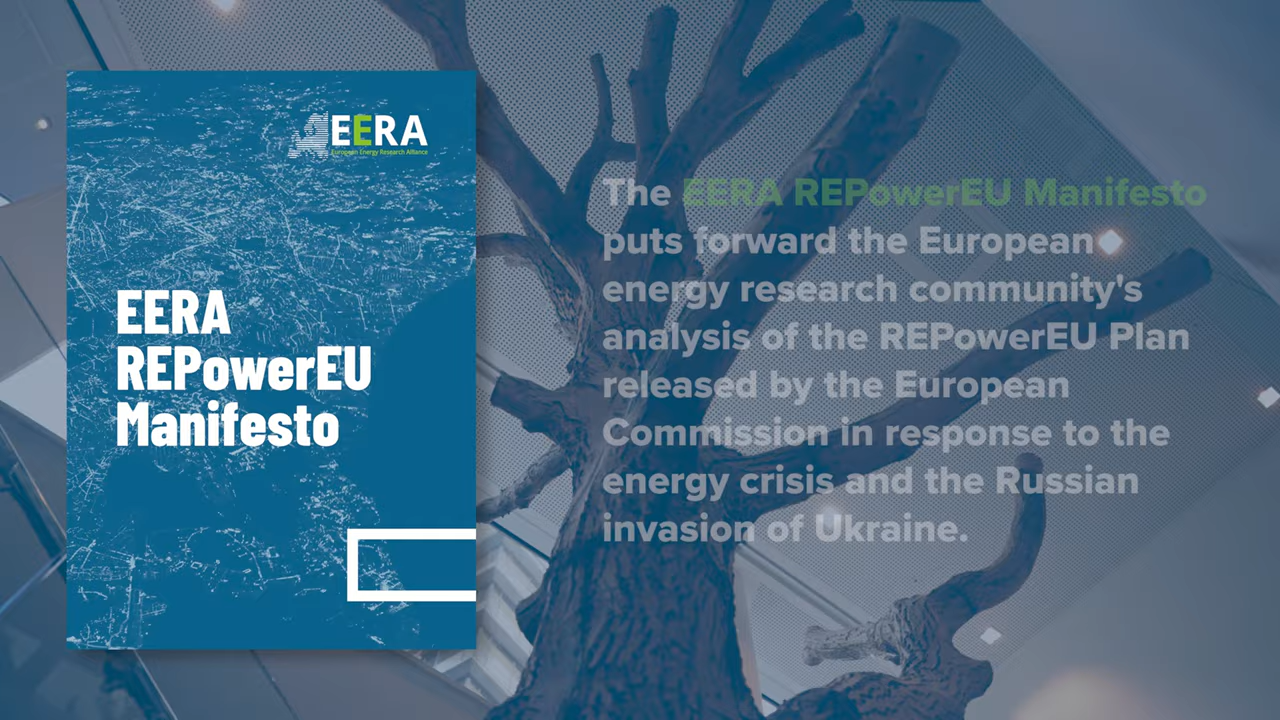 EERA
European Energy Research Alliance
EERA
REPowerEU
Manifesto
The EERA REPowerEU Manifesto
puts forward the European
energy research community's
analysis of the REPowerEU Plan
released by the European
Commission in response to the
energy crisis and the Russian
invasion of Ukraine.